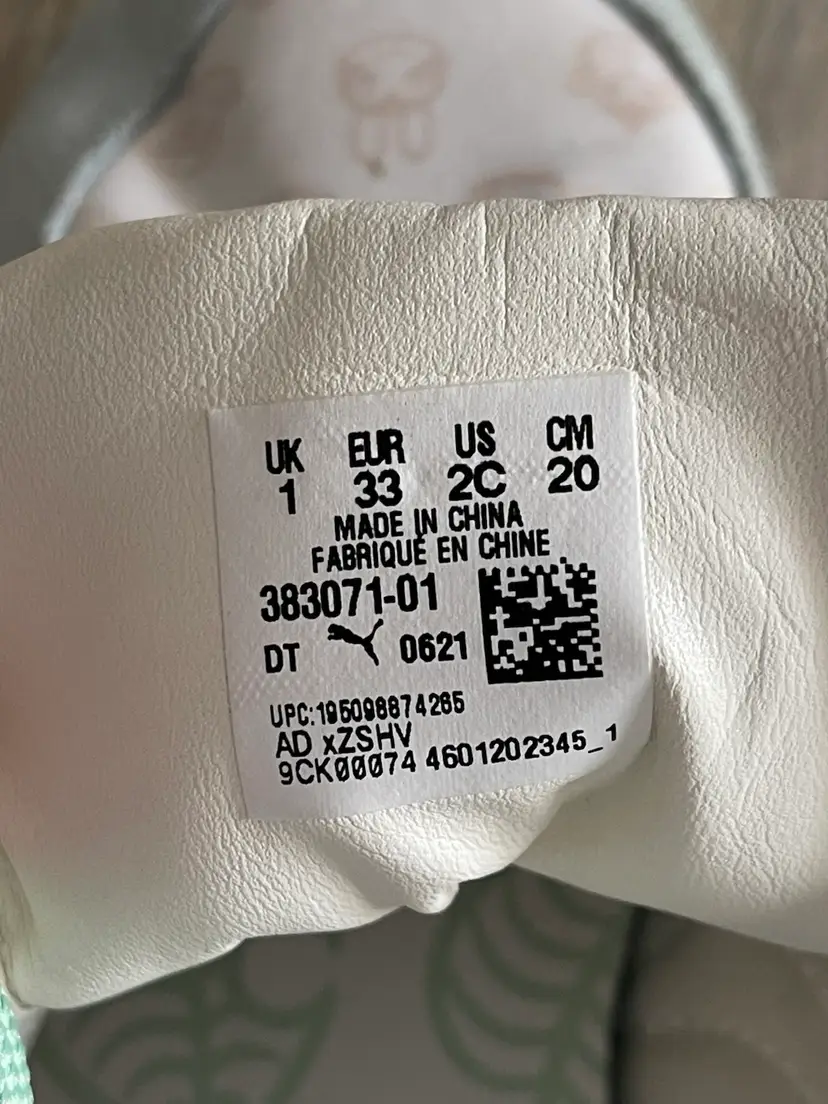 UK EUR US CM
1 33 2C 20
MADE IN CHINA
FABRIQUÉ EN CHINE
383071-01
DT 0621
UPC:195098874265
AD xZSHV
9CK00074 4601202345_1